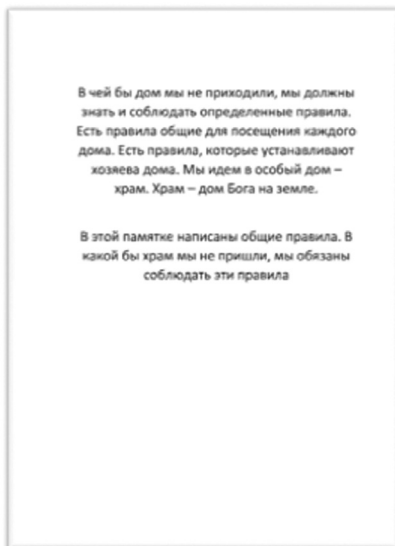 В чей бы дом мы не приходили, мы должны
знать и соблюдать определенные правила.
Есть правила общие для посещения каждого
дома. Есть правила, которые устанавливают
хозяева дома. Мы идем в особый дом –
храм. Храм – дом Бога на земле.
В этой памятке написаны общие правила. В
какой бы храм мы не пришли, мы обязаны
соблюдать эти правила